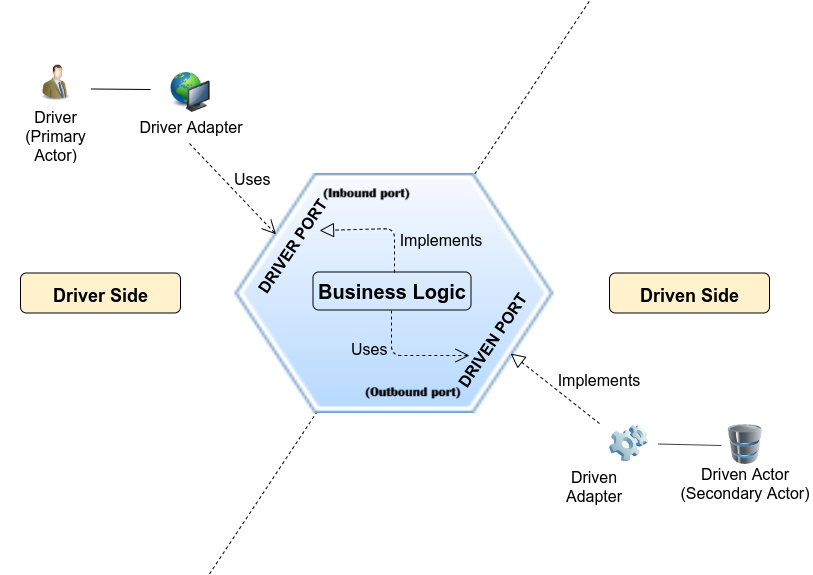 Driver
(Primary
Actor)
Driver Adapter
Uses
(Inbound port)
DRIVER PORT
Implements
Driver Side
Business Logic
Driven Side
DRIVEN PORT
Uses
Implements
(Outbound port)
Driven
Adapter
Driven Actor
(Secondary Actor)